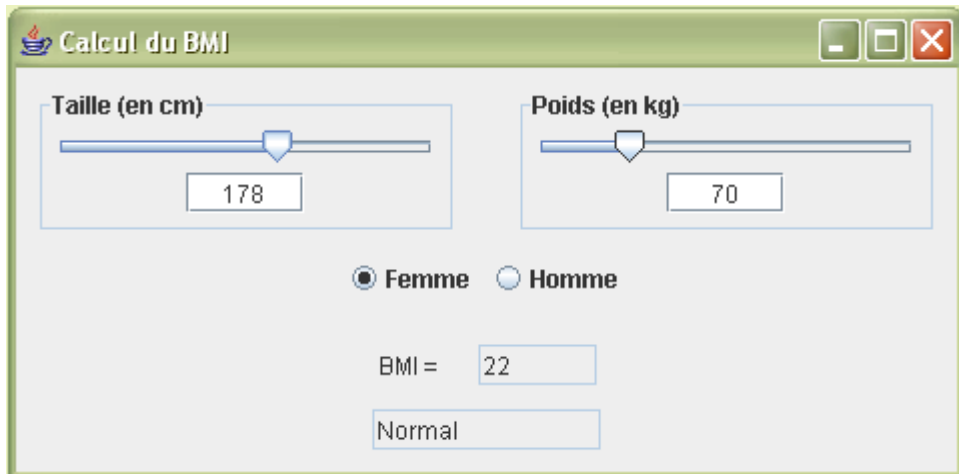 Calcul du BMI
Taille (en cm) Poids (en kg)
178 70
Femme Homme
BMI = 22
Normal